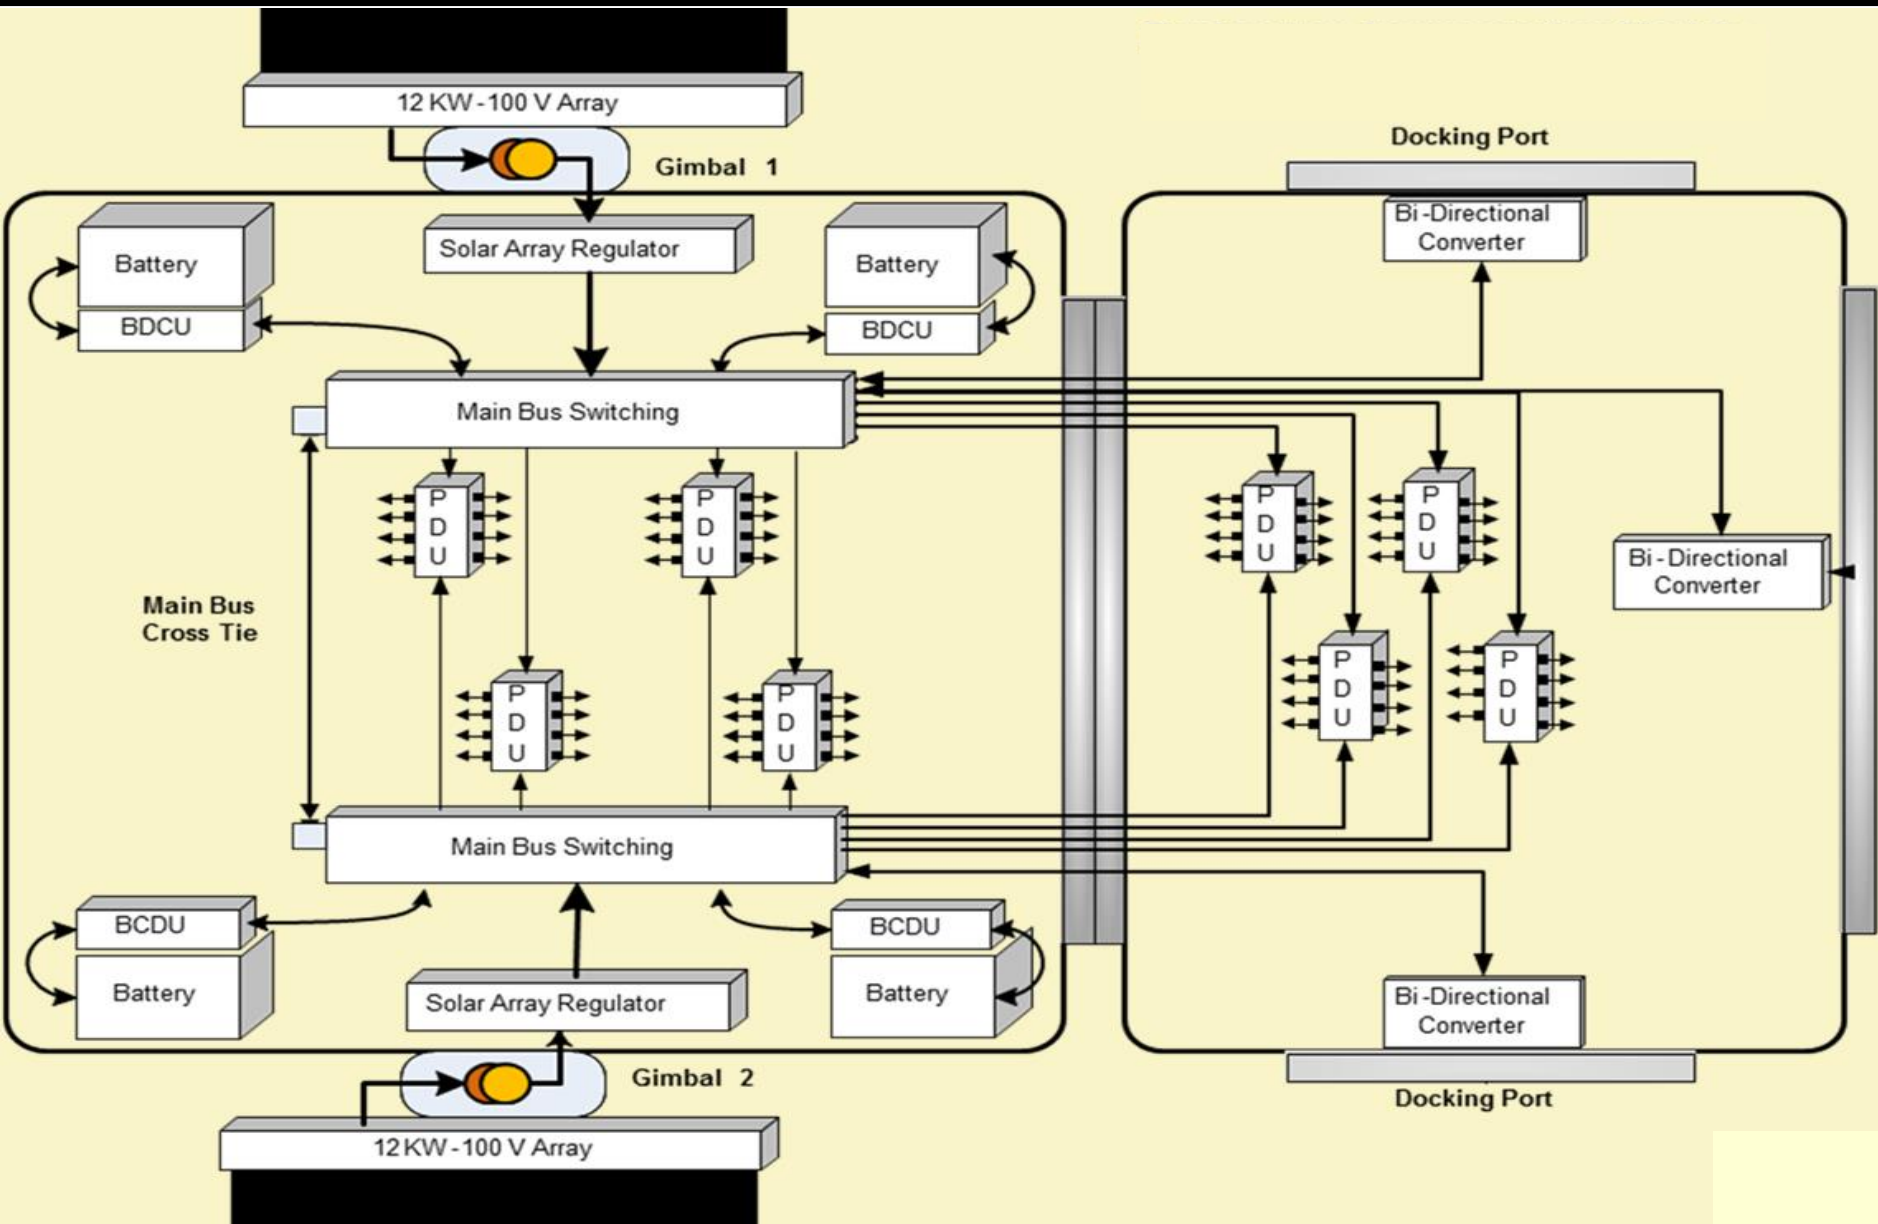 12 KW - 100 V Array
Gimbal 1
Docking Port
Battery
BDCU
Solar Array Regulator
Battery
BDCU
Bi-Directional
Converter
Main Bus Switching
P
D
U
P
D
U
P
D
U
P
D
U
Bi-Directional
Converter
Main Bus
Cross Tie
P
D
U
P
D
U
P
D
U
P
D
U
Main Bus Switching
BCDU
Battery
Solar Array Regulator
BCDU
Battery
Bi-Directional
Converter
Gimbal 2
Docking Port
12 KW - 100 V Array